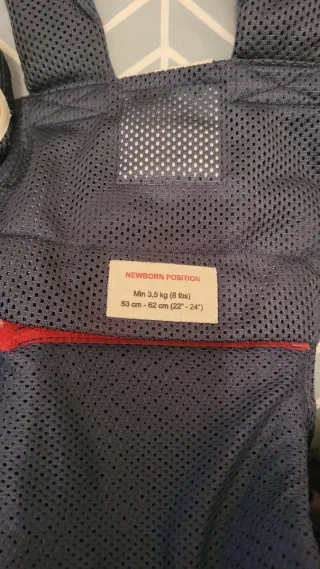 NEWBORN POSITION
Min 3,5 kg (8 lbs)
53 cm - 62 cm (22" - 24")